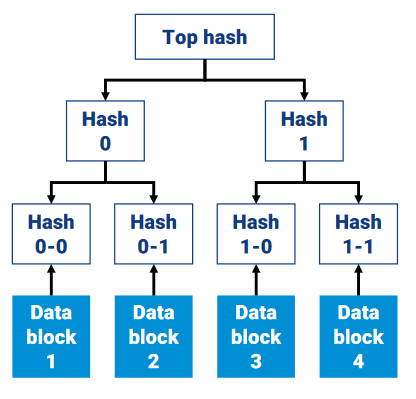 Top hash
Hash
0
Hash
1
Hash
0-0
Hash
0-1
Hash
1-0
Hash
1-1
Data
block
1
Data
block
2
Data
block
3
Data
block
4